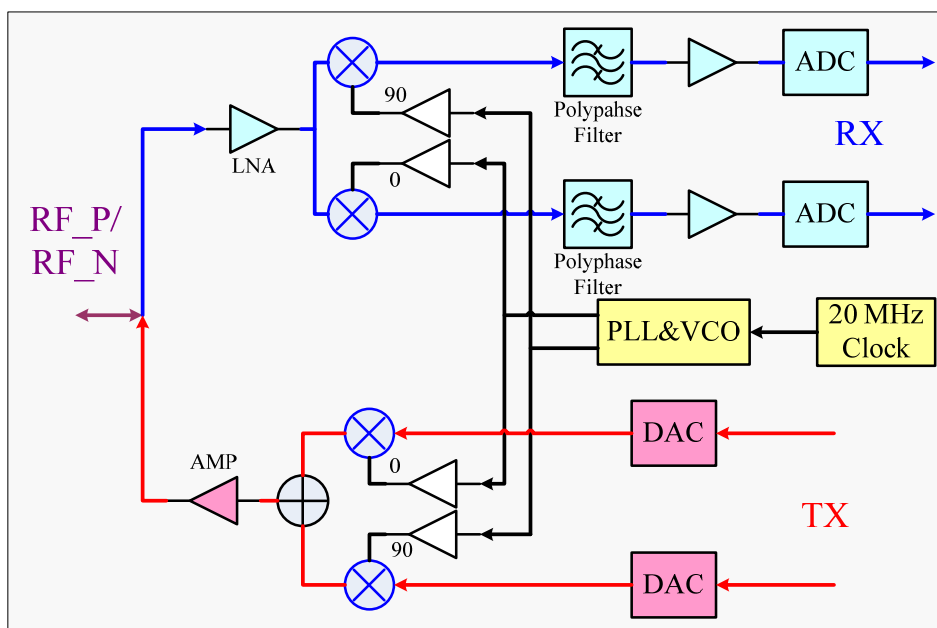 90
Polypahse
Filter
ADC
RX
LNA
0
RF_P/
RF_N
Polyphase
Filter
ADC
PLL&VCO
20 MHz
Clock
DAC
AMP
0
TX
90
DAC